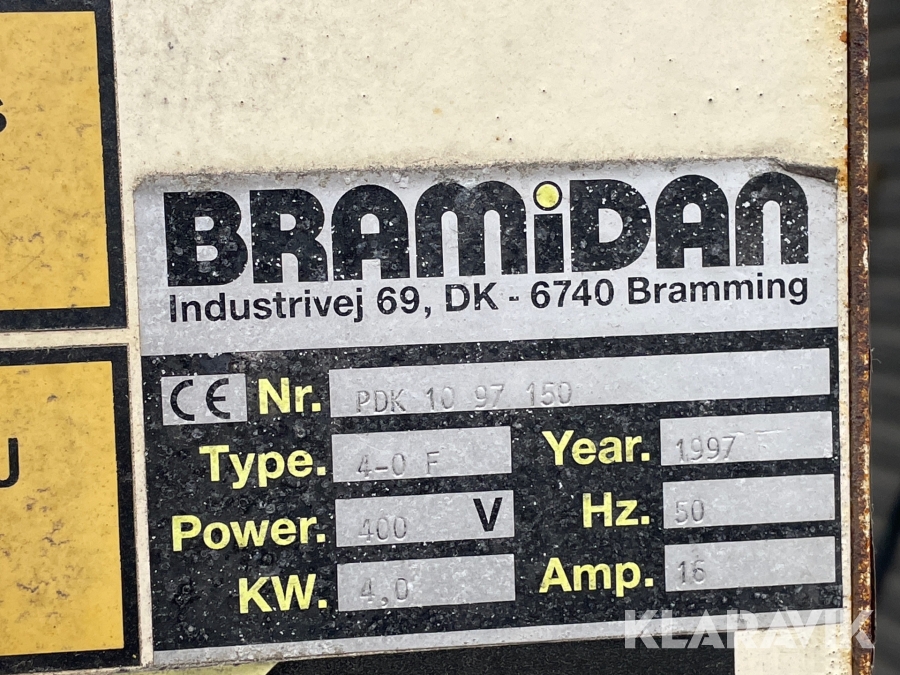 BRAMiDAN
Industrivej 69, DK - 6740 Bramming
CE Nr. PDK 10 97 150
Type. 4-0 F Year. 1997
Power. 400 V Hz. 50
KW. 4,0 Amp. 16
KLARAVIK